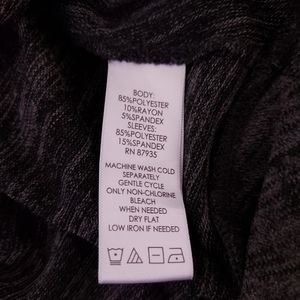 BODY:
85%POLYESTER
10%RAYON
5%SPANDEX
SLEEVES:
85%POLYESTER
15%SPANDEX
RN 87935
MACHINE WASH COLD
SEPARATELY
GENTLE CYCLE
ONLY NON-CHLORINE
BLEACH
WHEN NEEDED
DRY FLAT
LOW IRON IF NEEDED